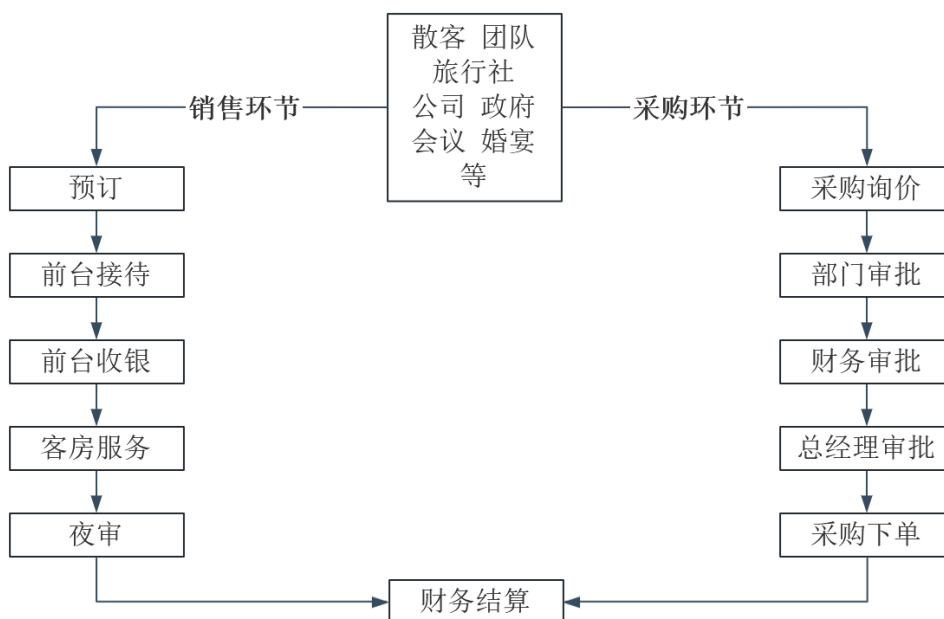 散客 团队
旅行社
公司 政府
会议 婚宴
等
销售环节
采购环节
预订
采购询价
前台接待
部门审批
前台收银
财务审批
客房服务
总经理审批
夜审
采购下单
财务结算